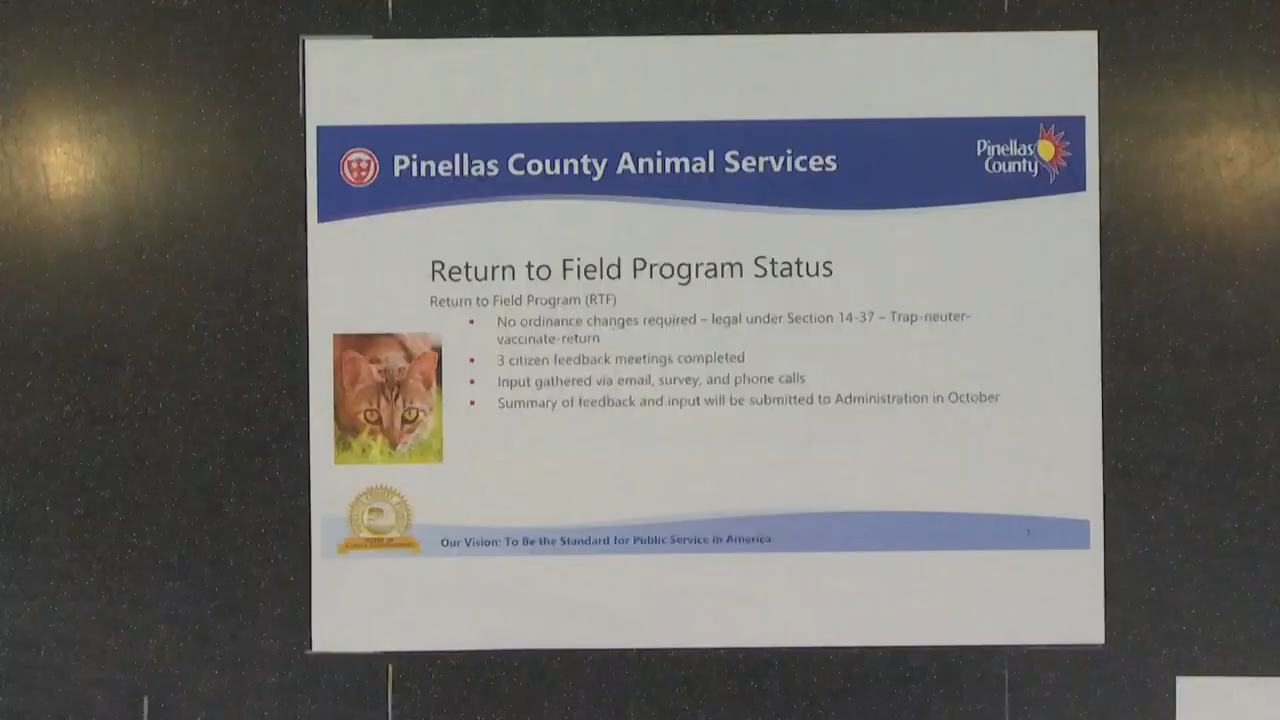 Pinellas County Animal Services
Pinellas
County
Return to Field Program Status
Return to Field Program (RTF)
▪ No ordinance changes required – legal under Section 14-37 – Trap-neuter-
vaccinate-return
▪ 3 citizen feedback meetings completed
▪ Input gathered via email, survey, and phone calls
▪ Summary of feedback and input will be submitted to Administration in October
Our Vision: To Be the Standard for Public Service in America
1